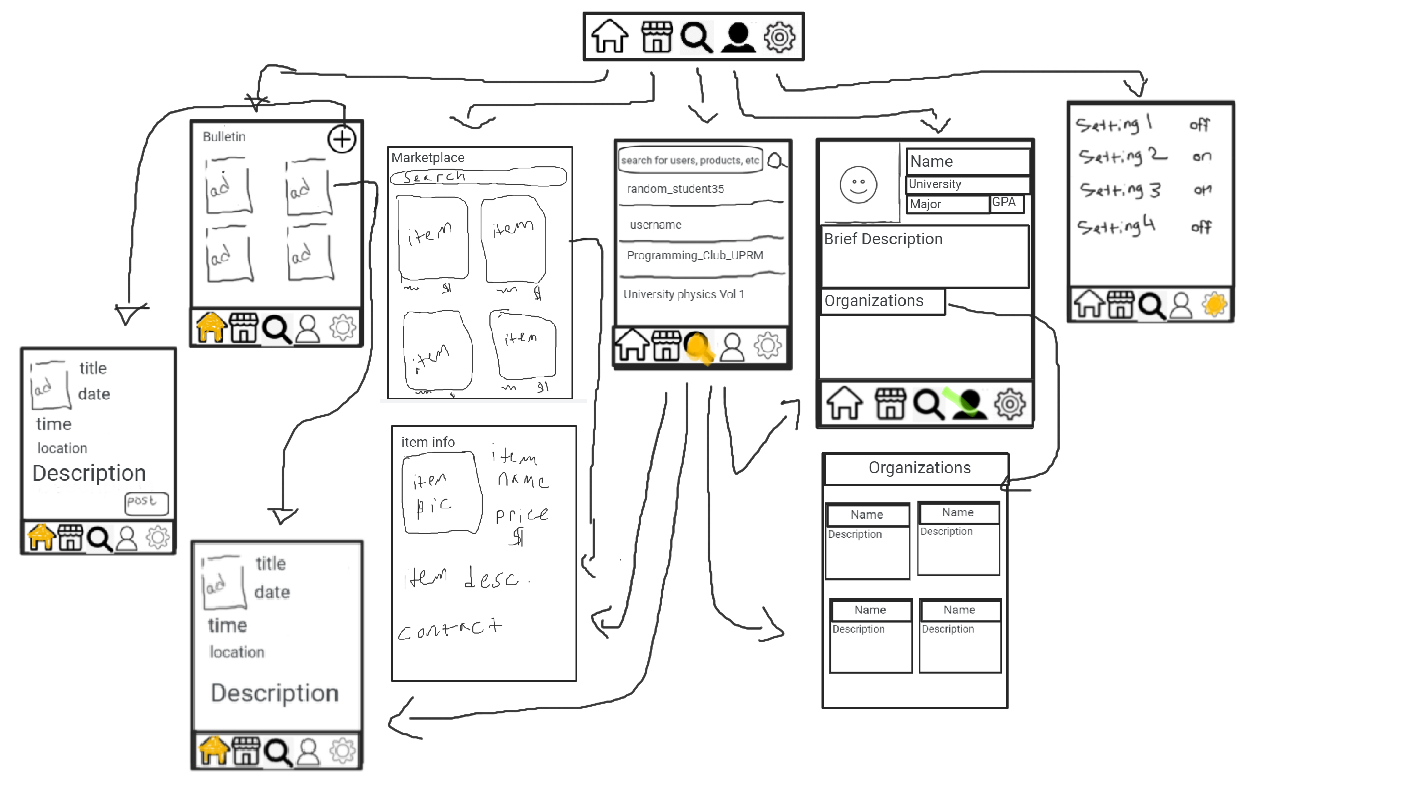 Bulletin
ad
ad
ad
ad
Marketplace
search
item
item
$
item
item
$
search for users, products, etc
random_student35
username
Programming_Club_UPRM
University physics Vol 1
Name
University
Major
GPA
Brief Description
Organizations
Setting 1 off
Setting 2 on
Setting 3 on
Setting 4 off
ad
title
date
time
location
Description
post
ad
title
date
time
location
Description
item info
item
pic
item
name
price
$
item desc.
contact
Organizations
Name
Description
Name
Description
Name
Description
Name
Description